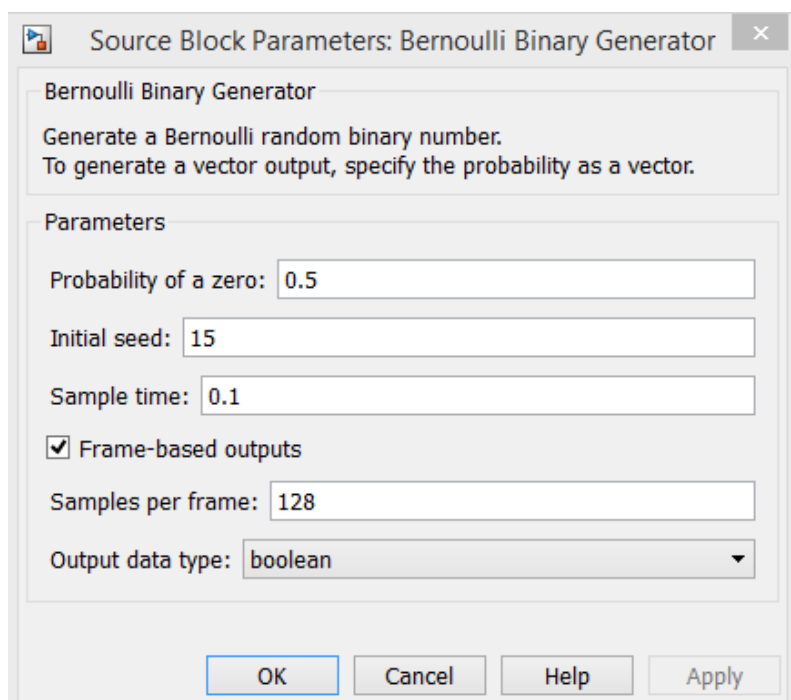 Source Block Parameters: Bernoulli Binary Generator
Bernoulli Binary Generator
Generate a Bernoulli random binary number.
To generate a vector output, specify the probability as a vector.
Parameters
Probability of a zero: 0.5
Initial seed: 15
Sample time: 0.1
Frame-based outputs
Samples per frame: 128
Output data type: boolean
OK Cancel Help Apply